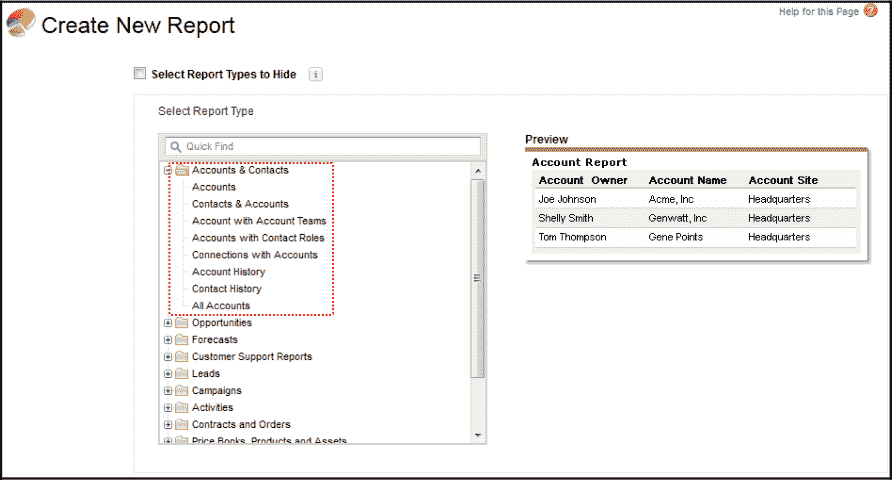 Help for this Page
Create New Report
Select Report Types to Hide
Select Report Type
Quick Find
Accounts & Contacts
Accounts
Contacts & Accounts
Account with Account Teams
Accounts with Contact Roles
Connections with Accounts
Account History
Contact History
All Accounts
Opportunities
Forecasts
Customer Support Reports
Leads
Campaigns
Activities
Contracts and Orders
Price Books, Products and Assets
Preview
Account Report
Account Owner Account Name Account Site
Joe Johnson Acme, Inc Headquarters
Shelly Smith Genwatt, Inc Headquarters
Tom Thompson Gene Points Headquarters